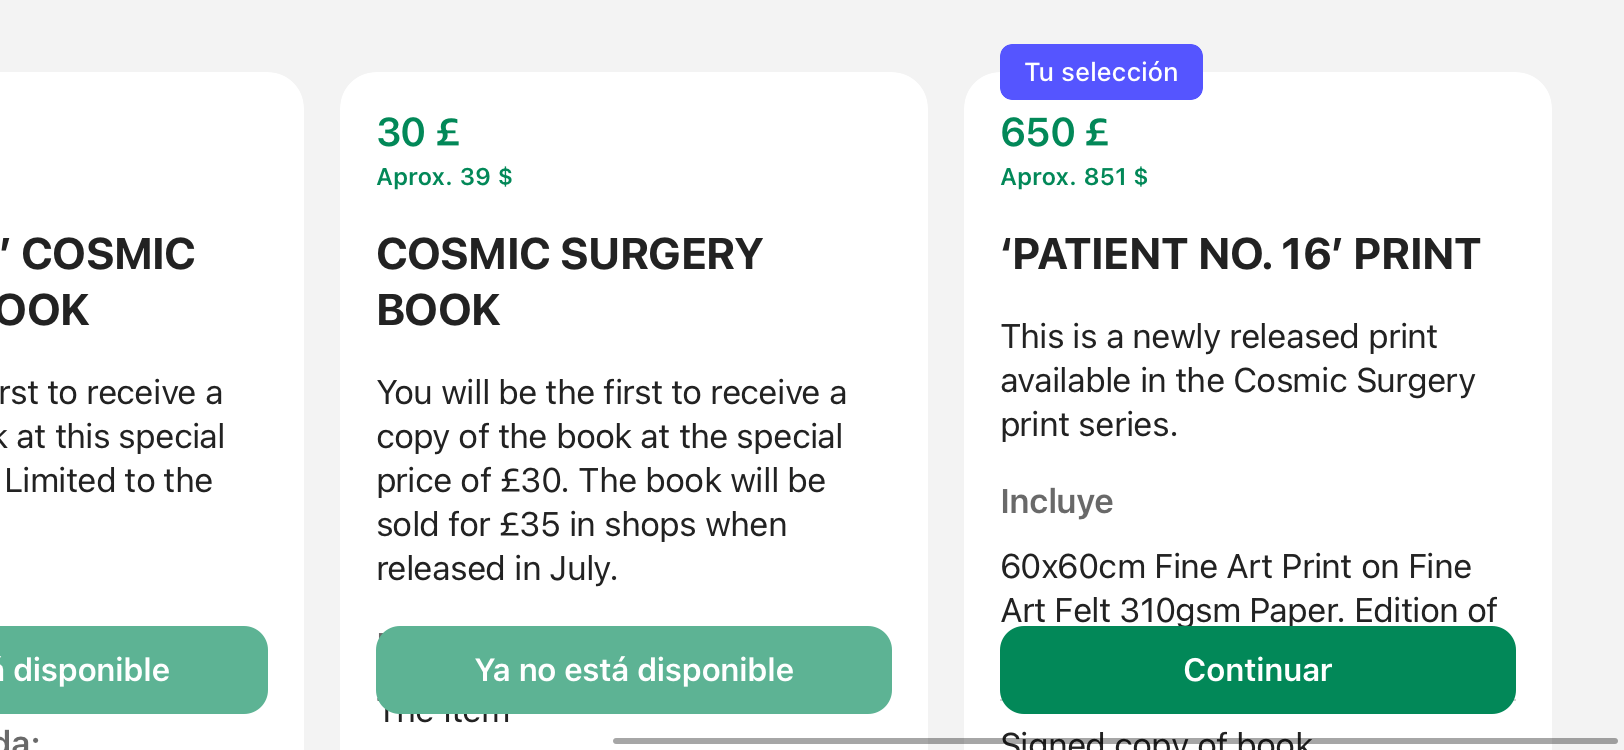 ’ COSMIC
OOK
rst to receive a
k at this special
Limited to the
á disponible
da:
30 £
Aprox. 39 $
COSMIC SURGERY
BOOK
You will be the first to receive a
copy of the book at the special
price of £30. The book will be
sold for £35 in shops when
released in July.
Ya no está disponible
The item
Tu selección
650 £
Aprox. 851 $
‘PATIENT NO. 16’ PRINT
This is a newly released print
available in the Cosmic Surgery
print series.
Incluye
60x60cm Fine Art Print on Fine
Art Felt 310gsm Paper. Edition of
Continuar
Signed copy of book